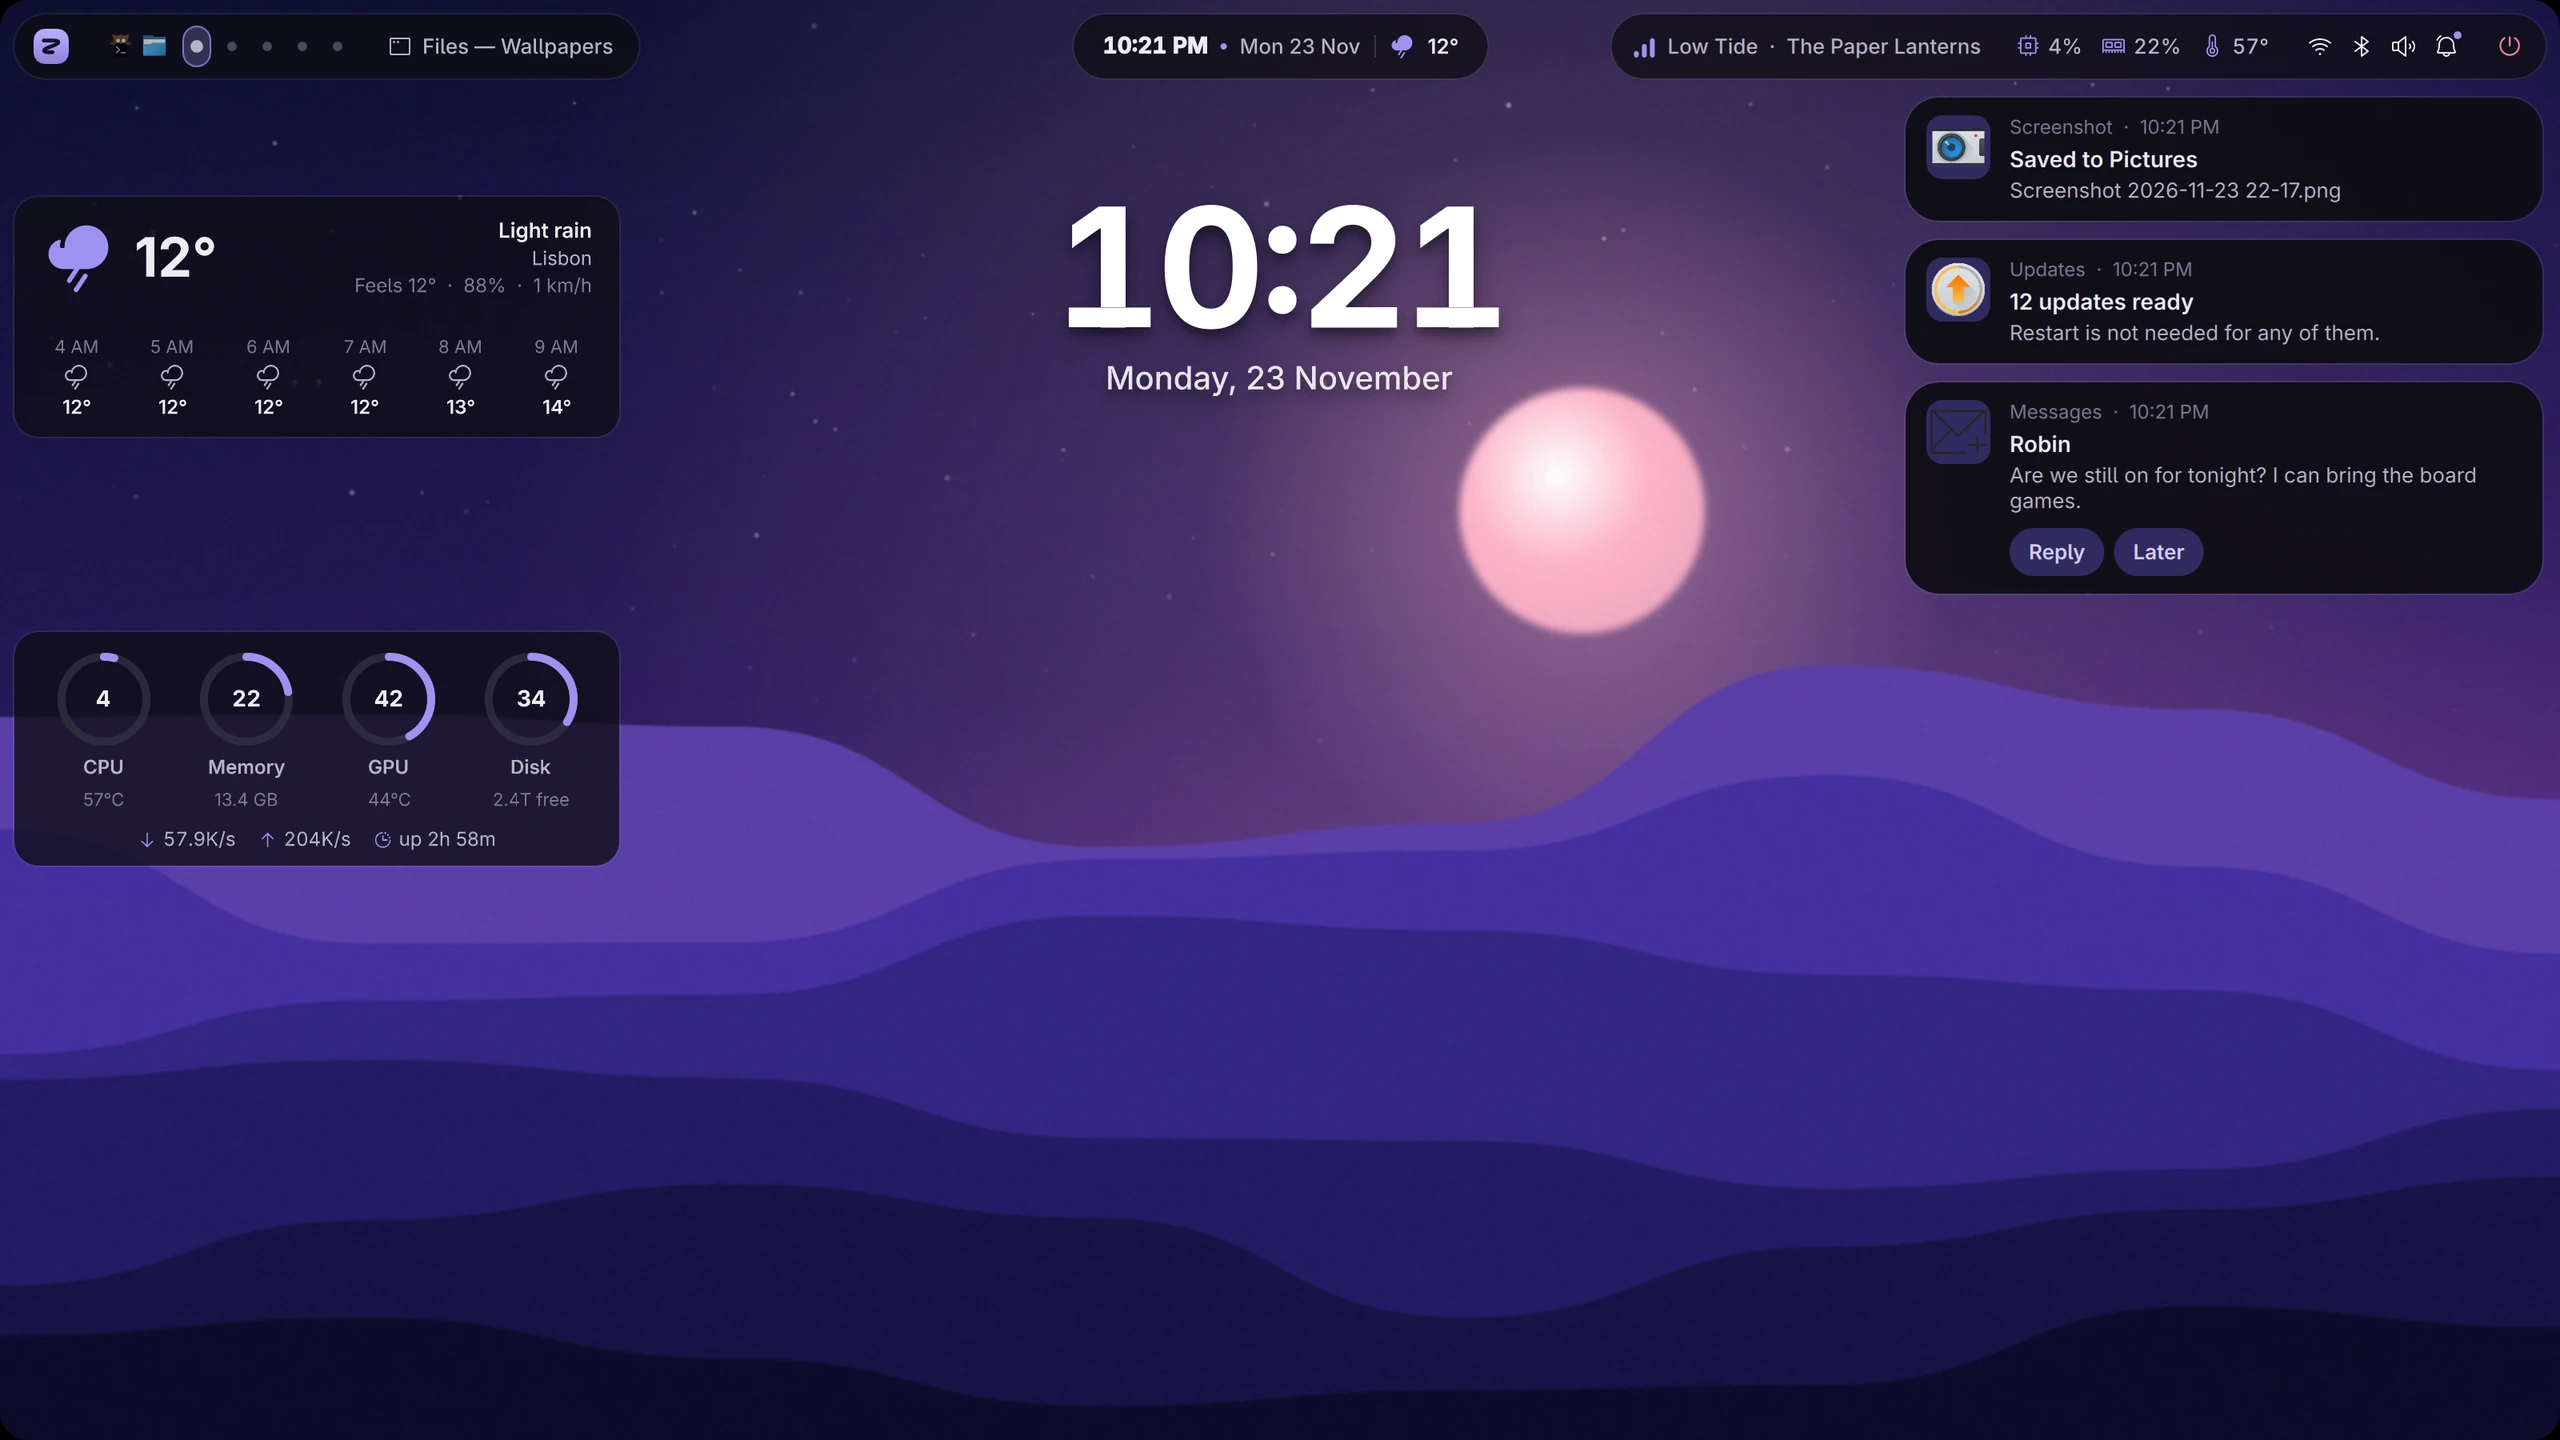 Files — Wallpapers
10:21 PM • Mon 23 Nov 12°
Low Tide · The Paper Lanterns 4% 22% 57°
12°
Light rain
Lisbon
Feels 12° · 88% · 1 km/h
4 AM 5 AM 6 AM 7 AM 8 AM 9 AM
12° 12° 12° 12° 13° 14°
10:21
Monday, 23 November
Screenshot · 10:21 PM
Saved to Pictures
Screenshot 2026-11-23 22-17.png
Updates · 10:21 PM
12 updates ready
Restart is not needed for any of them.
Messages · 10:21 PM
Robin
Are we still on for tonight? I can bring the board
games.
Reply Later
4 22 42 34
CPU Memory GPU Disk
57°C 13.4 GB 44°C 2.4T free
57.9K/s 204K/s up 2h 58m